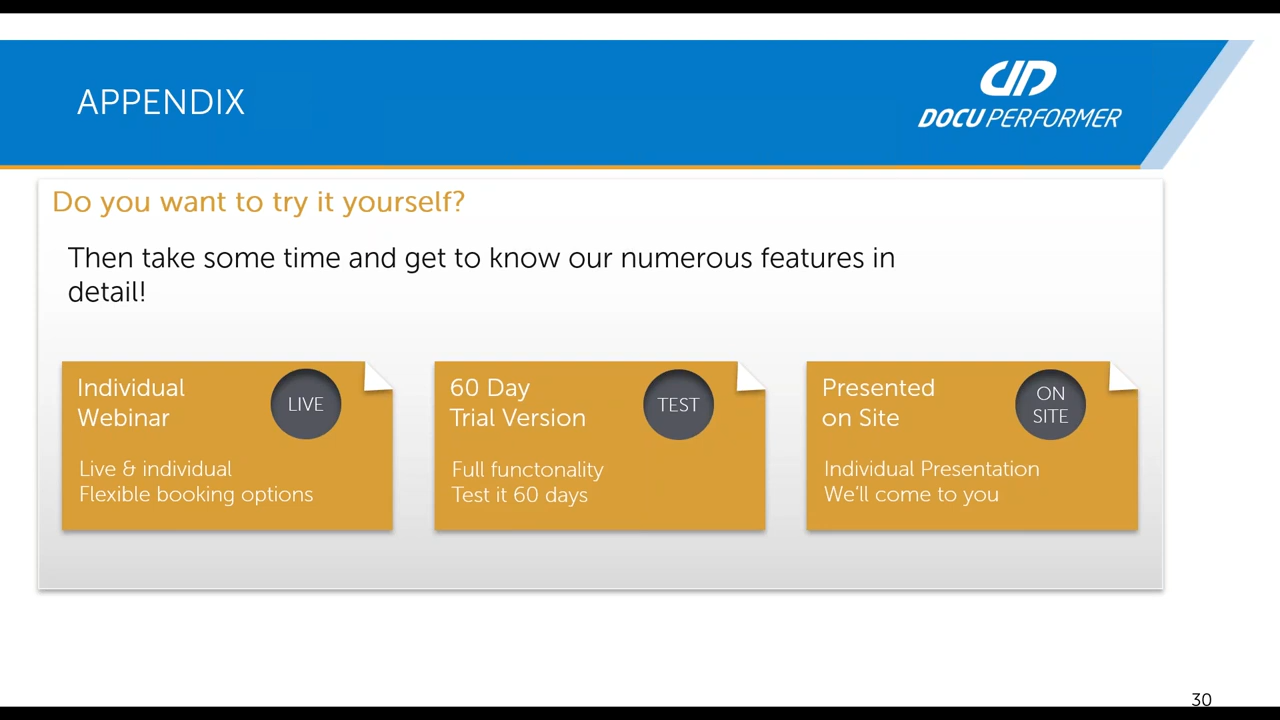 APPENDIX
DOCU PERFORMER
Do you want to try it yourself?
Then take some time and get to know our numerous features in
detail!
Individual
Webinar
LIVE
Live & individual
Flexible booking options
60 Day
Trial Version
TEST
Full functonality
Test it 60 days
Presented
on Site
ON
SITE
Individual Presentation
We'll come to you
30